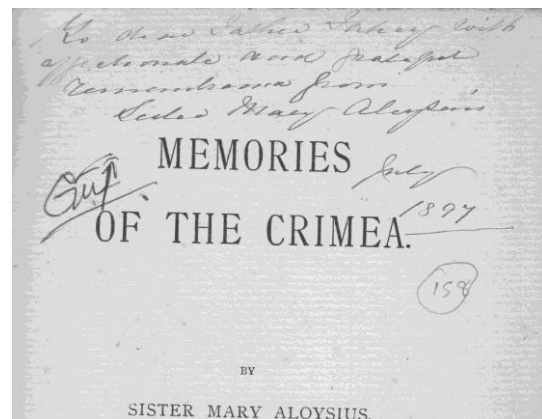 To dear Father with
affectionate and grateful
remembrance from
Sister Mary Aloysius
MEMORIES
July
1897
OF THE CRIMEA.
158
BY
SISTER MARY ALOYSIUS.